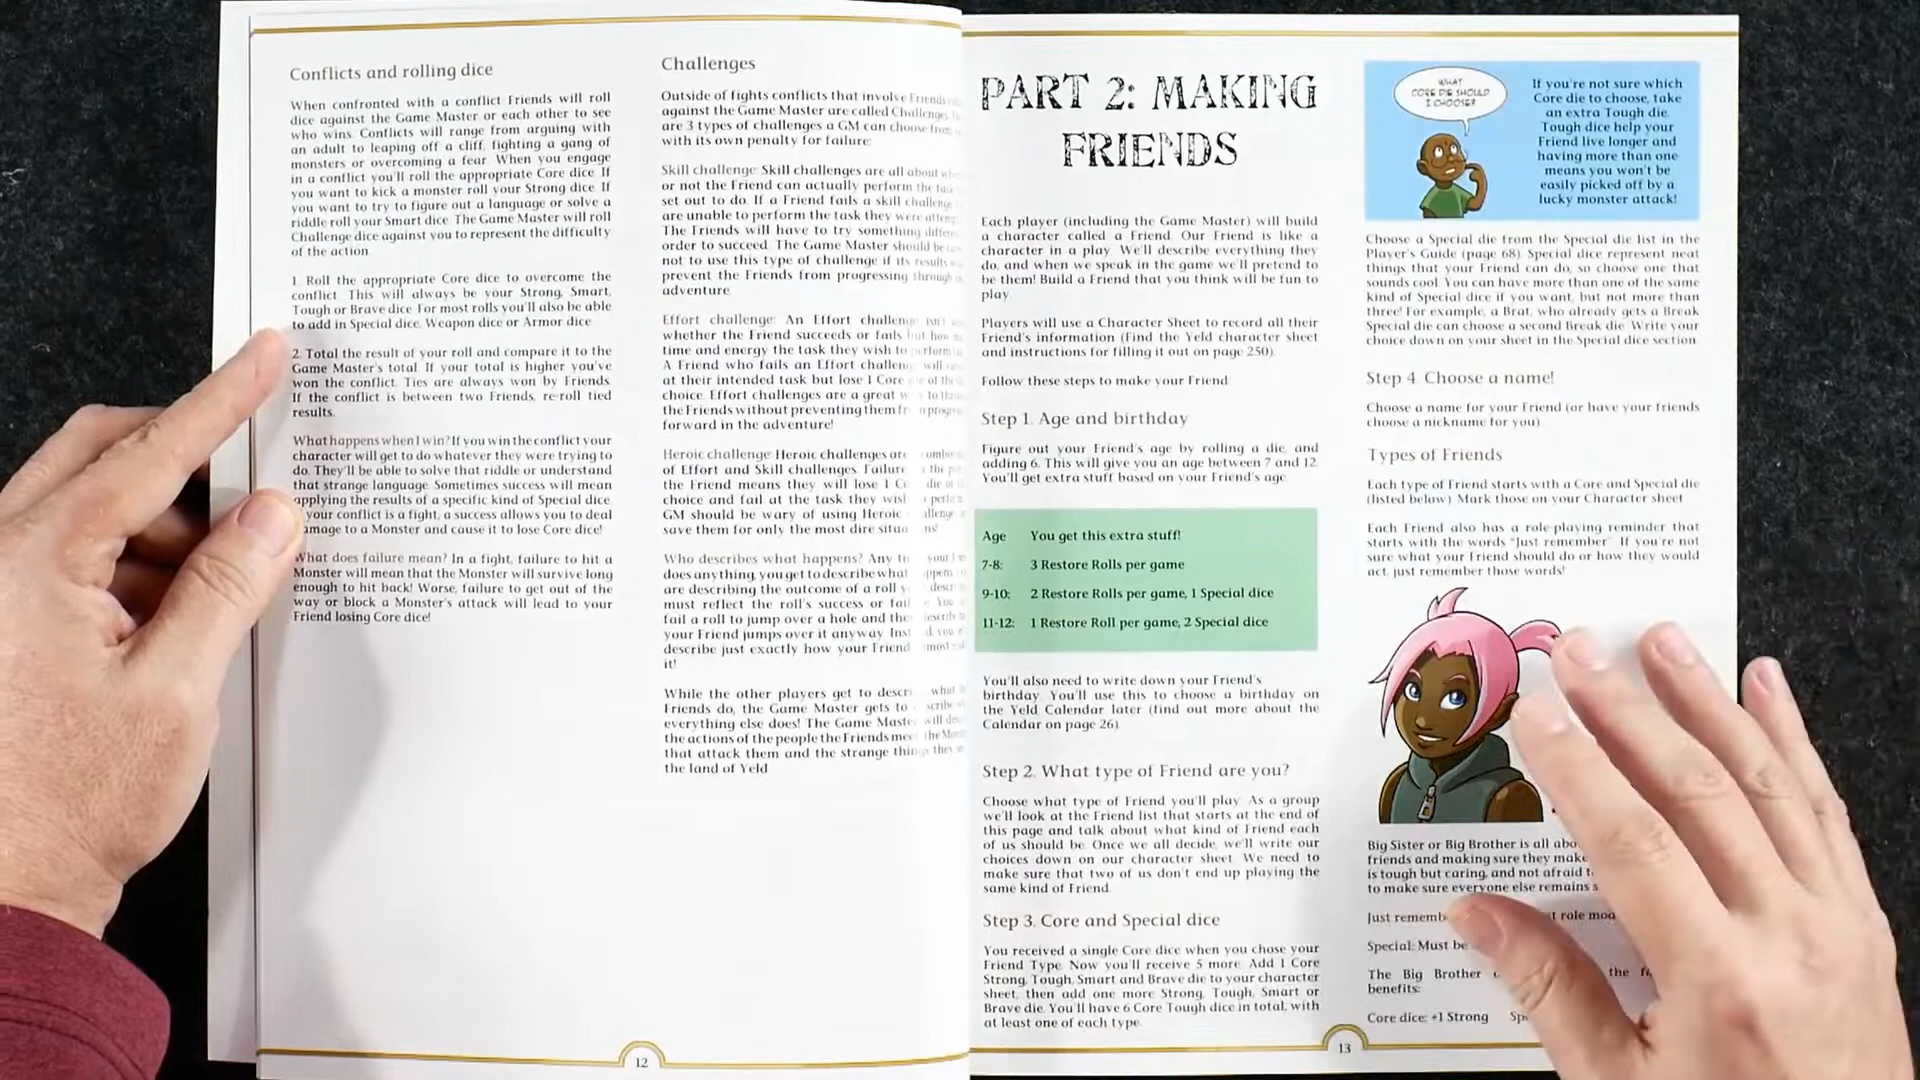 Conflicts and rolling dice
When confronted with a conflict Friends will roll
dice against the Game Master or each other to see
who wins. Conflicts will range from arguing with
an adult to leaping off a cliff, fighting a gang of
monsters or overcoming a fear. When you engage
in a conflict you'll roll the appropriate Core dice. If
you want to kick a monster roll your Strong dice. If
you want to try to figure out a language or solve a
riddle roll your Smart dice. The Game Master will roll
Challenge dice against you to represent the difficulty
of the action.
1. Roll the appropriate Core dice to overcome the
conflict. This will always be your Strong, Smart,
Tough or Brave dice. For most rolls you'll also be able
to add in Special dice, Weapon dice or Armor dice.
2. Total the result of your roll and compare it to the
Game Master's total. If your total is higher you've
won the conflict. Ties are always won by Friends.
If the conflict is between two Friends, re-roll tied
results.
What happens when I win? If you win the conflict your
character will get to do whatever they were trying to
do. They'll be able to solve that riddle or understand
that strange language. Sometimes success will mean
applying the results of a specific kind of Special dice.
your conflict is a fight, a success allows you to deal
damage to a Monster and cause it to lose Core dice!
What does failure mean? In a fight, failure to hit a
Monster will mean that the Monster will survive long
enough to hit back! Worse, failure to get out of the
way or block a Monster's attack will lead to your
Friend losing Core dice!
12
Challenges
Outside of fights conflicts that involve Friends
against the Game Master are called Challenges.
are 3 types of challenges a GM can choose from
with its own penalty for failure:
Skill challenge: Skill challenges are all about
or not the Friend can actually perform the
set out to do. If a Friend fails a skill challenge
are unable to perform the task they were
The Friends will have to try something
order to succeed. The Game Master should be
not to use this type of challenge if its results
prevent the Friends from progressing through
adventure.
Effort challenge: An Effort challenge isn't
whether the Friend succeeds or fails but how
time and energy the task they wish to perform
A Friend who fails an Effort challenge will
at their intended task but lose 1 Core of
choice. Effort challenges are a great to
the Friends without preventing them
forward in the adventure!
Heroic challenge: Heroic challenges are
of Effort and Skill challenges. Failure
the Friend means they will lose 1 die of
choice and fail at the task they
GM should be wary of using Heroic
save them for only the most dire
Who describes what happens? Any
does anything, you get to describe what
are describing the outcome of a roll
must reflect the roll's success or
fail a roll to jump over a hole and
your Friend jumps over it anyway.
describe just exactly how your Friend
it!
While the other players get to what
Friends do, the Game Master gets to
everything else does! The Game will
the actions of the people the Friends the
that attack them and the strange things they
the land of Yeld.
PART 2: MAKING
FRIENDS
Each player (including the Game Master) will build
a character called a Friend. Our Friend is like a
character in a play. We'll describe everything they
do, and when we speak in the game we'll pretend to
be them! Build a Friend that you think will be fun to
play.
Players will use a Character Sheet to record all their
Friend's information (Find the Yeld character sheet
and instructions for filling it out on page 250).
Follow these steps to make your Friend.
Step 1. Age and birthday
Figure out your Friend's age by rolling a die, and
adding 6. This will give you an age between 7 and 12.
You'll get extra stuff based on your Friend's age.
Age You get this extra stuff!
7-8: 3 Restore Rolls per game
9-10: 2 Restore Rolls per game, 1 Special dice
11-12: 1 Restore Roll per game, 2 Special dice
You'll also need to write down your Friend's
birthday. You'll use this to choose a birthday on
the Yeld Calendar later (find out more about the
Calendar on page 26).
Step 2. What type of Friend are you?
Choose what type of Friend you'll play. As a group
we'll look at the Friend list that starts at the end of
this page and talk about what kind of Friend each
of us should be. Once we all decide, we'll write our
choices down on our character sheet. We need to
make sure that two of us don't end up playing the
same kind of Friend.
Step 3. Core and Special dice
You received a single Core dice when you chose your
Friend Type. Now you'll receive 5 more. Add 1 Core
Strong, Tough, Smart and Brave die to your character
sheet, then add one more Strong, Tough, Smart or
Brave die. You'll have 6 Core Tough dice in total, with
at least one of each type.
WHAT
CORE DIE SHOULD
I CHOOSE?
If you're not sure which
Core die to choose, take
an extra Tough die.
Tough dice help your
Friend live longer and
having more than one
means you won't be
easily picked off by a
lucky monster attack!
Choose a Special die from the Special die list in the
Player's Guide (page 68). Special dice represent neat
things that your Friend can do, so choose one that
sounds cool. You can have more than one of the same
kind of Special dice if you want, but not more than
three! For example, a Brat, who already gets a Break
Special die can choose a second Break die. Write your
choice down on your sheet in the Special dice section.
Step 4. Choose a name!
Choose a name for your Friend (or have your friends
choose a nickname for you).
Types of Friends
Each type of Friend starts with a Core and Special die
(listed below). Mark those on your Character sheet.
Each Friend also has a role-playing reminder that
starts with the words "Just remember". If you're not
sure what your Friend should do or how they would
act, just remember those words!
Big Sister or Big Brother is all
friends and making sure they make
is tough but caring, and not afraid
to make sure everyone else remains
Just role
Special: Must be
The Big Brother the
benefits:
Core dice: +1 Strong
13